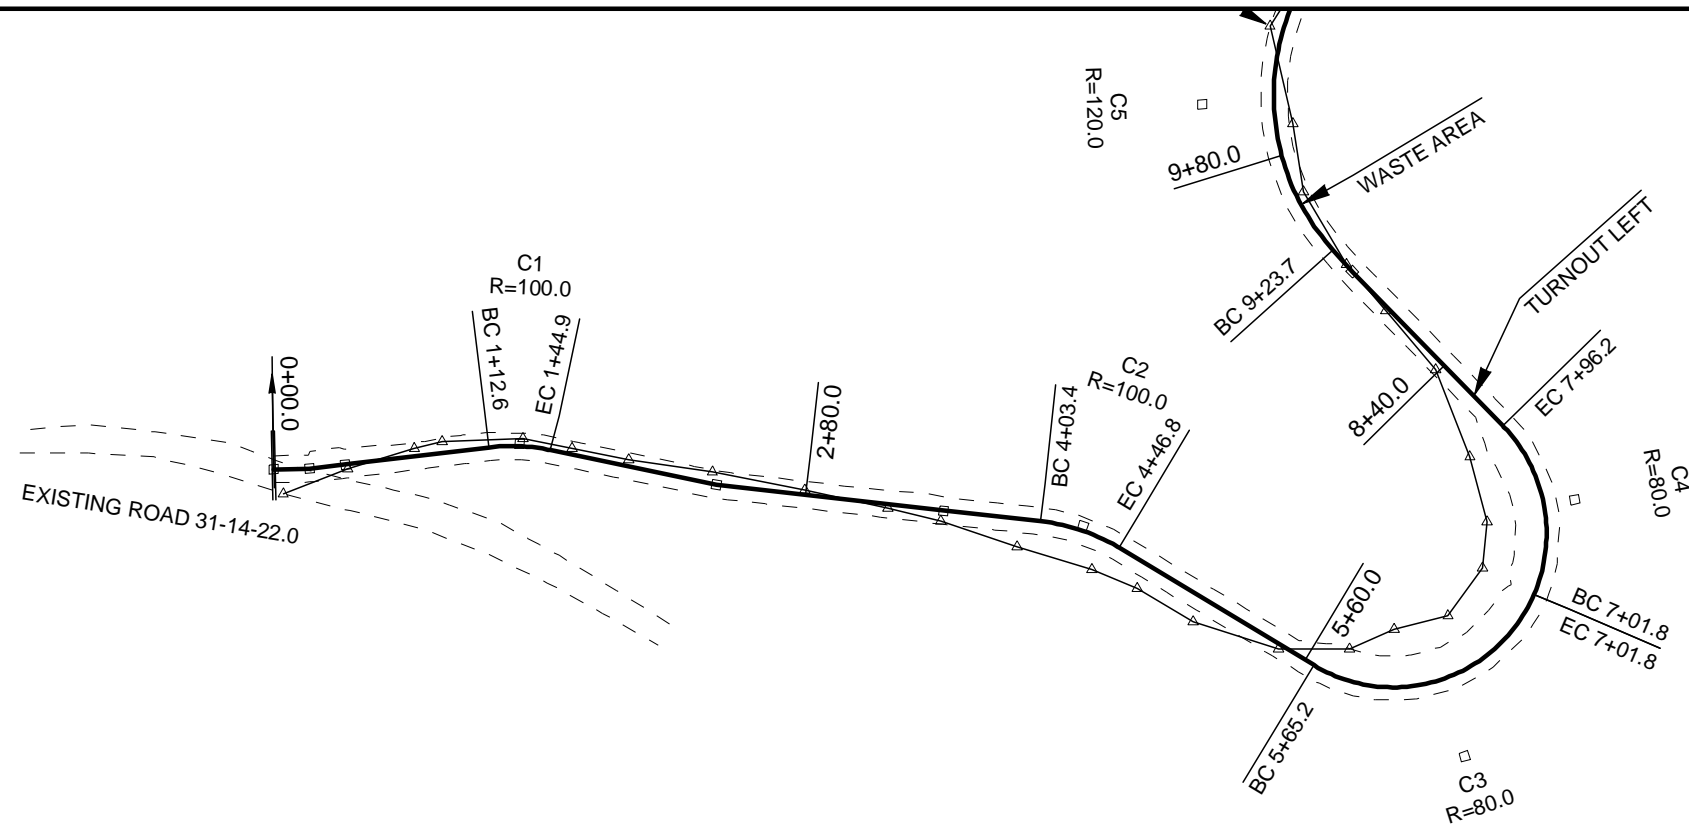 C5
R=120.0
9+80.0
WASTE AREA
TURNOUT LEFT
BC 9+23.7
C1
R=100.0
BC 1+12.6
EC 1+44.9
0+00.0
2+80.0
C2
R=100.0
BC 4+03.4
EC 4+46.8
8+40.0
EC 7+96.2
C4
R=80.0
EXISTING ROAD 31-14-22.0
5+60.0
BC 7+01.8
EC 7+01.8
BC 5+65.2
C3
R=80.0